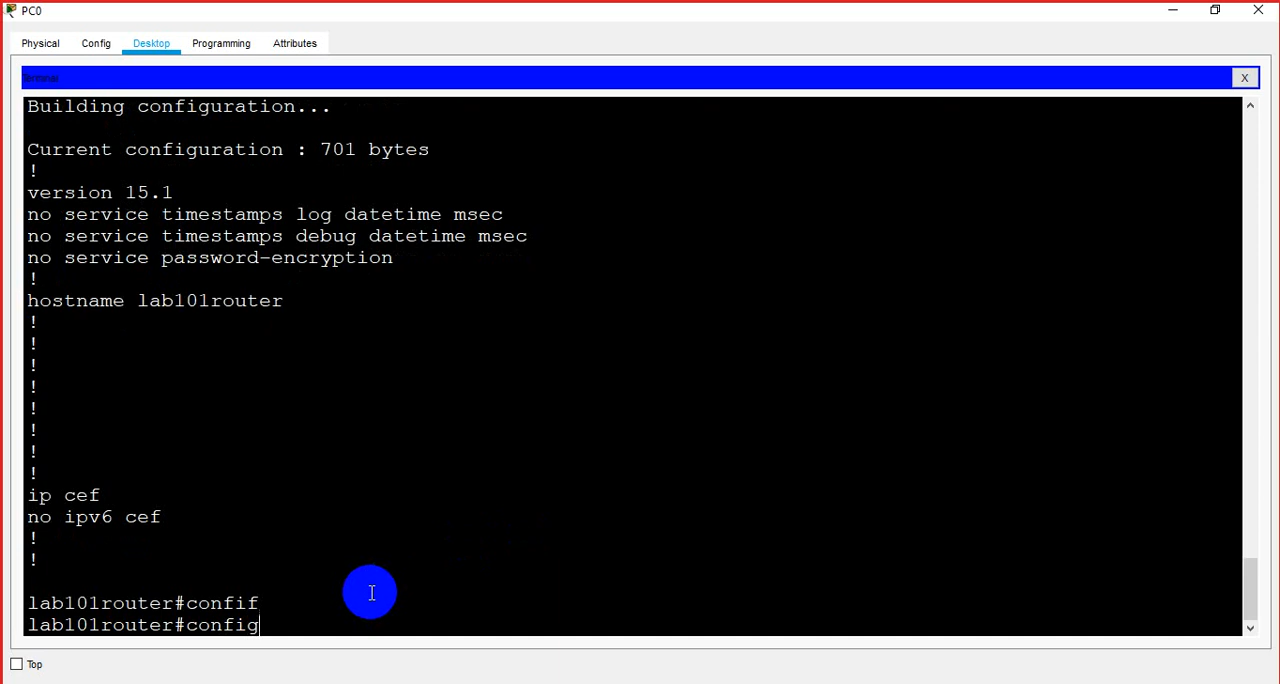 PC0
Physical Config Desktop Programming Attributes
Terminal
X
Building configuration...
Current configuration : 701 bytes
!
version 15.1
no service timestamps log datetime msec
no service timestamps debug datetime msec
no service password-encryption
!
hostname lab101router
!
!
!
!
!
!
!
!
ip cef
no ipv6 cef
!
!
lab101router#confif
lab101router#config
Top